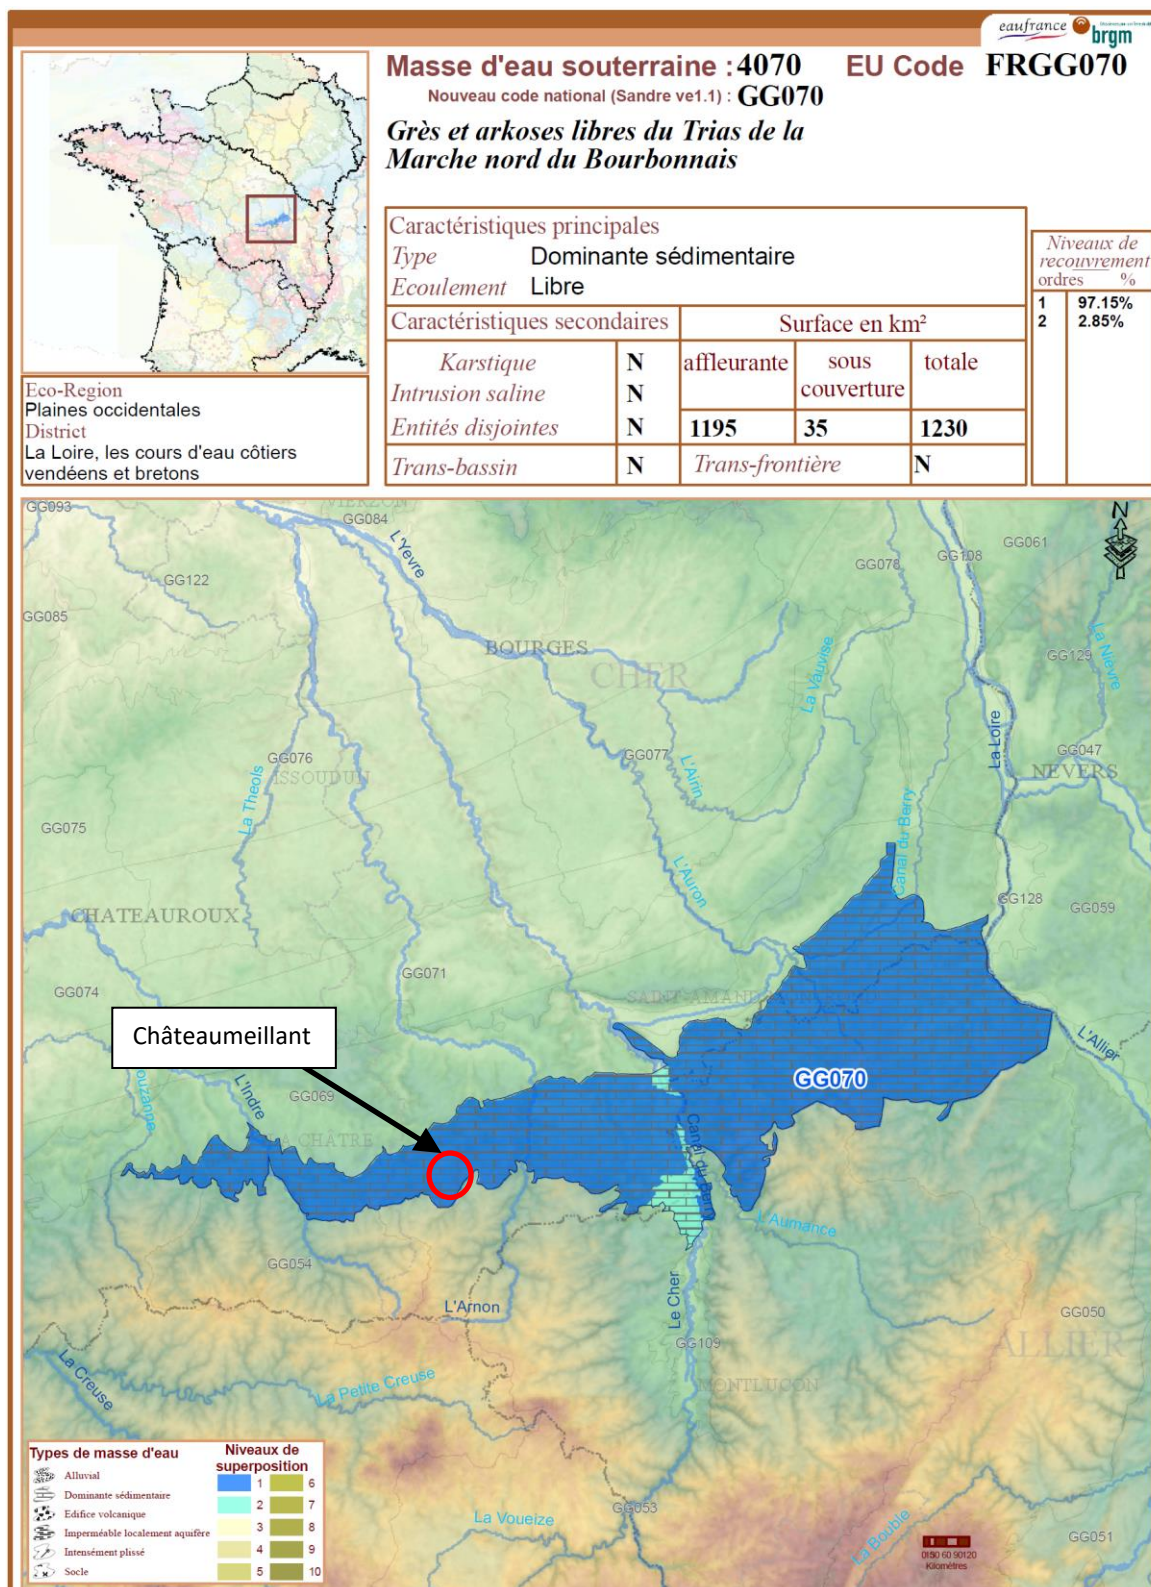 eaufrance
brgm
Masse d'eau souterraine : 4070 EU Code FRGG070
Nouveau code national (Sandre ve1.1) : GG070
Grès et arkoses libres du Trias de la
Marche nord du Bourbonnais
Caractéristiques principales
Type Dominante sédimentaire
Ecoulement Libre
Caractéristiques secondaires
Surface en km²
Karstique N
Intrusion saline N
Entités disjointes N
Trans-bassin N
affleurante
sous
couverture
totale
1195 35 1230
Trans-frontière N
Niveaux de
recouvrement
ordres %
1 97.15%
2 2.85%
Eco-Region
Plaines occidentales
District
La Loire, les cours d'eau côtiers
vendéens et bretons
GG093
VIERZON
GG084
L'Yevre
GG122
GG085
GG078
GG108
GG061
N
BOURGES
CHER
La Vauvise
GG129
La Nièvre
GG076
ISSOUDUN
La Theols
GG077
L'Airin
La Loire
GG047
NEVERS
GG075
Canal du Berry
L'Auron
CHATEAUROUX
GG128
GG059
GG071
GG074
SAINT-AMAND-MONTROND
Châteaumeillant
L'Allier
GG070
L'Indre
GG069
LA CHATRE
Canal du Berry
L'Aumance
GG054
L'Arnon
Le Cher
GG050
ALLIER
GG109
La Creuse
La Petite Creuse
MONTLUCON
GG053
La Voueize
La Bouble
GG051
Kilomètres
Types de masse d'eau
Alluvial
Dominante sédimentaire
Edifice volcanique
Imperméable localement aquifère
Intensément plissé
Socle
Niveaux de
superposition
1 6
2 7
3 8
4 9
5 10